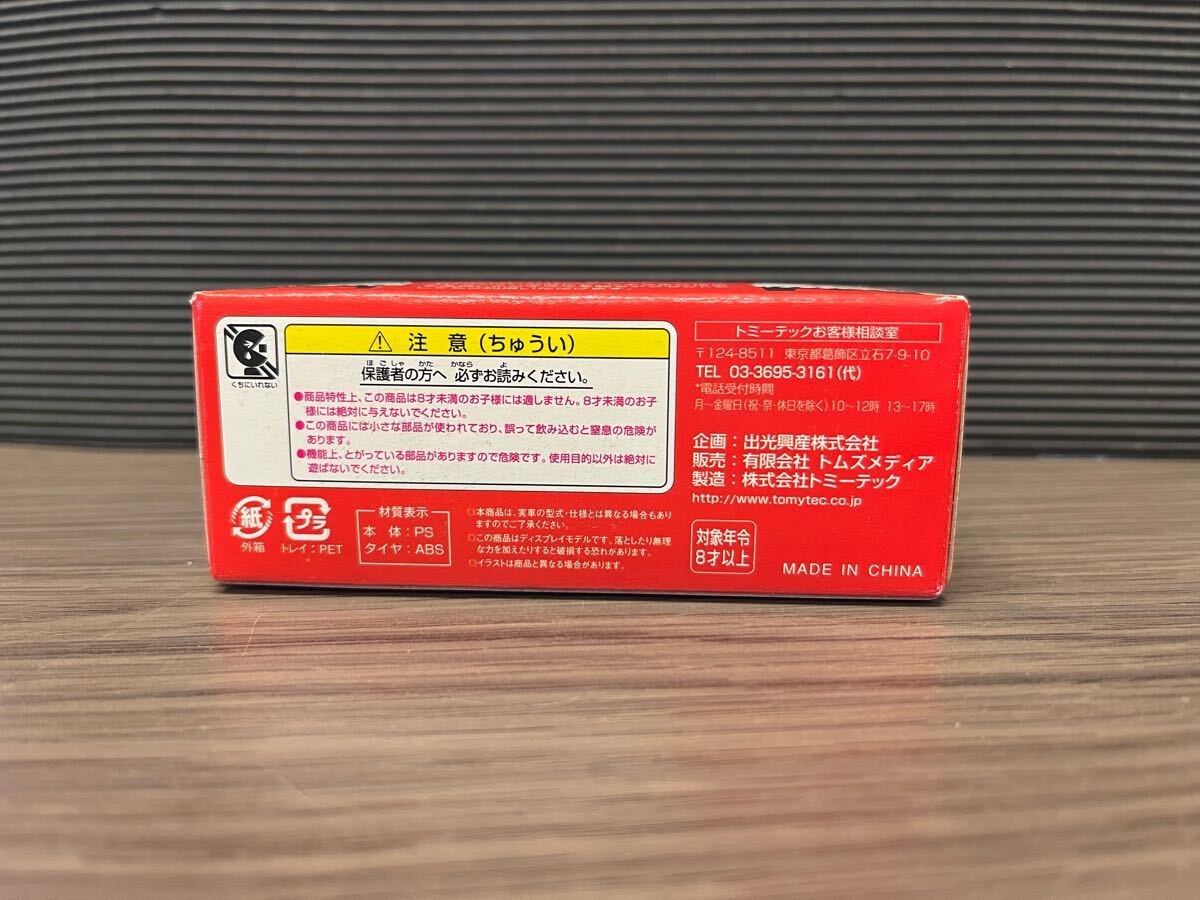 くちにいれない
注 意（ちゅうい）
ほごしゃ かた かなら よ
保護者の方へ 必ずお読みください。
●商品特性上、この商品は8才未満のお子様には適しません。8才未満のお子
様には絶対に与えないでください。
●この商品には小さな部品が使われており、誤って飲み込むと窒息の危険が
あります。
●機能上、とがっている部品がありますので危険です。使用目的以外は絶対に
遊ばないでください。
紙
外箱
プラ
トレイ：PET
材質表示
本 体：PS
タイヤ：ABS
○本商品は、実車の型式・仕様とは異なる場合もあり
ますのでご了承ください。
○この商品はディスプレイモデルです。落としたり無理
な力を加えたりすると破損する恐れがあります。
○イラストは商品と異なる場合があります。
トミーテックお客様相談室
〒124-8511 東京都葛飾区立石7-9-10
TEL 03-3695-3161（代）
*電話受付時間
月〜金曜日（祝・祭・休日を除く）10〜12時 13〜17時
企画：出光興産株式会社
販売：有限会社 トムズメディア
製造：株式会社トミーテック
http://www.tomytec.co.jp
対象年令
8才以上
MADE IN CHINA